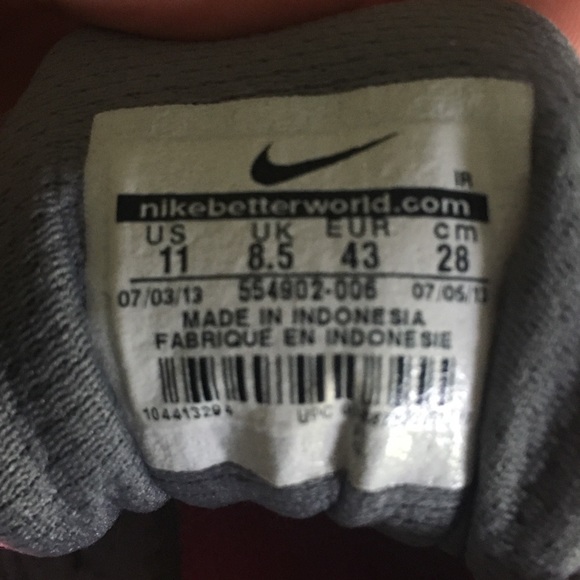 IR
nikebetterworld.com
US UK EUR cm
11 8.5 43 28
07/03/13 554902-006 07/05/13
MADE IN INDONESIA
FABRIQUE EN INDONESIE
104413294 UPC